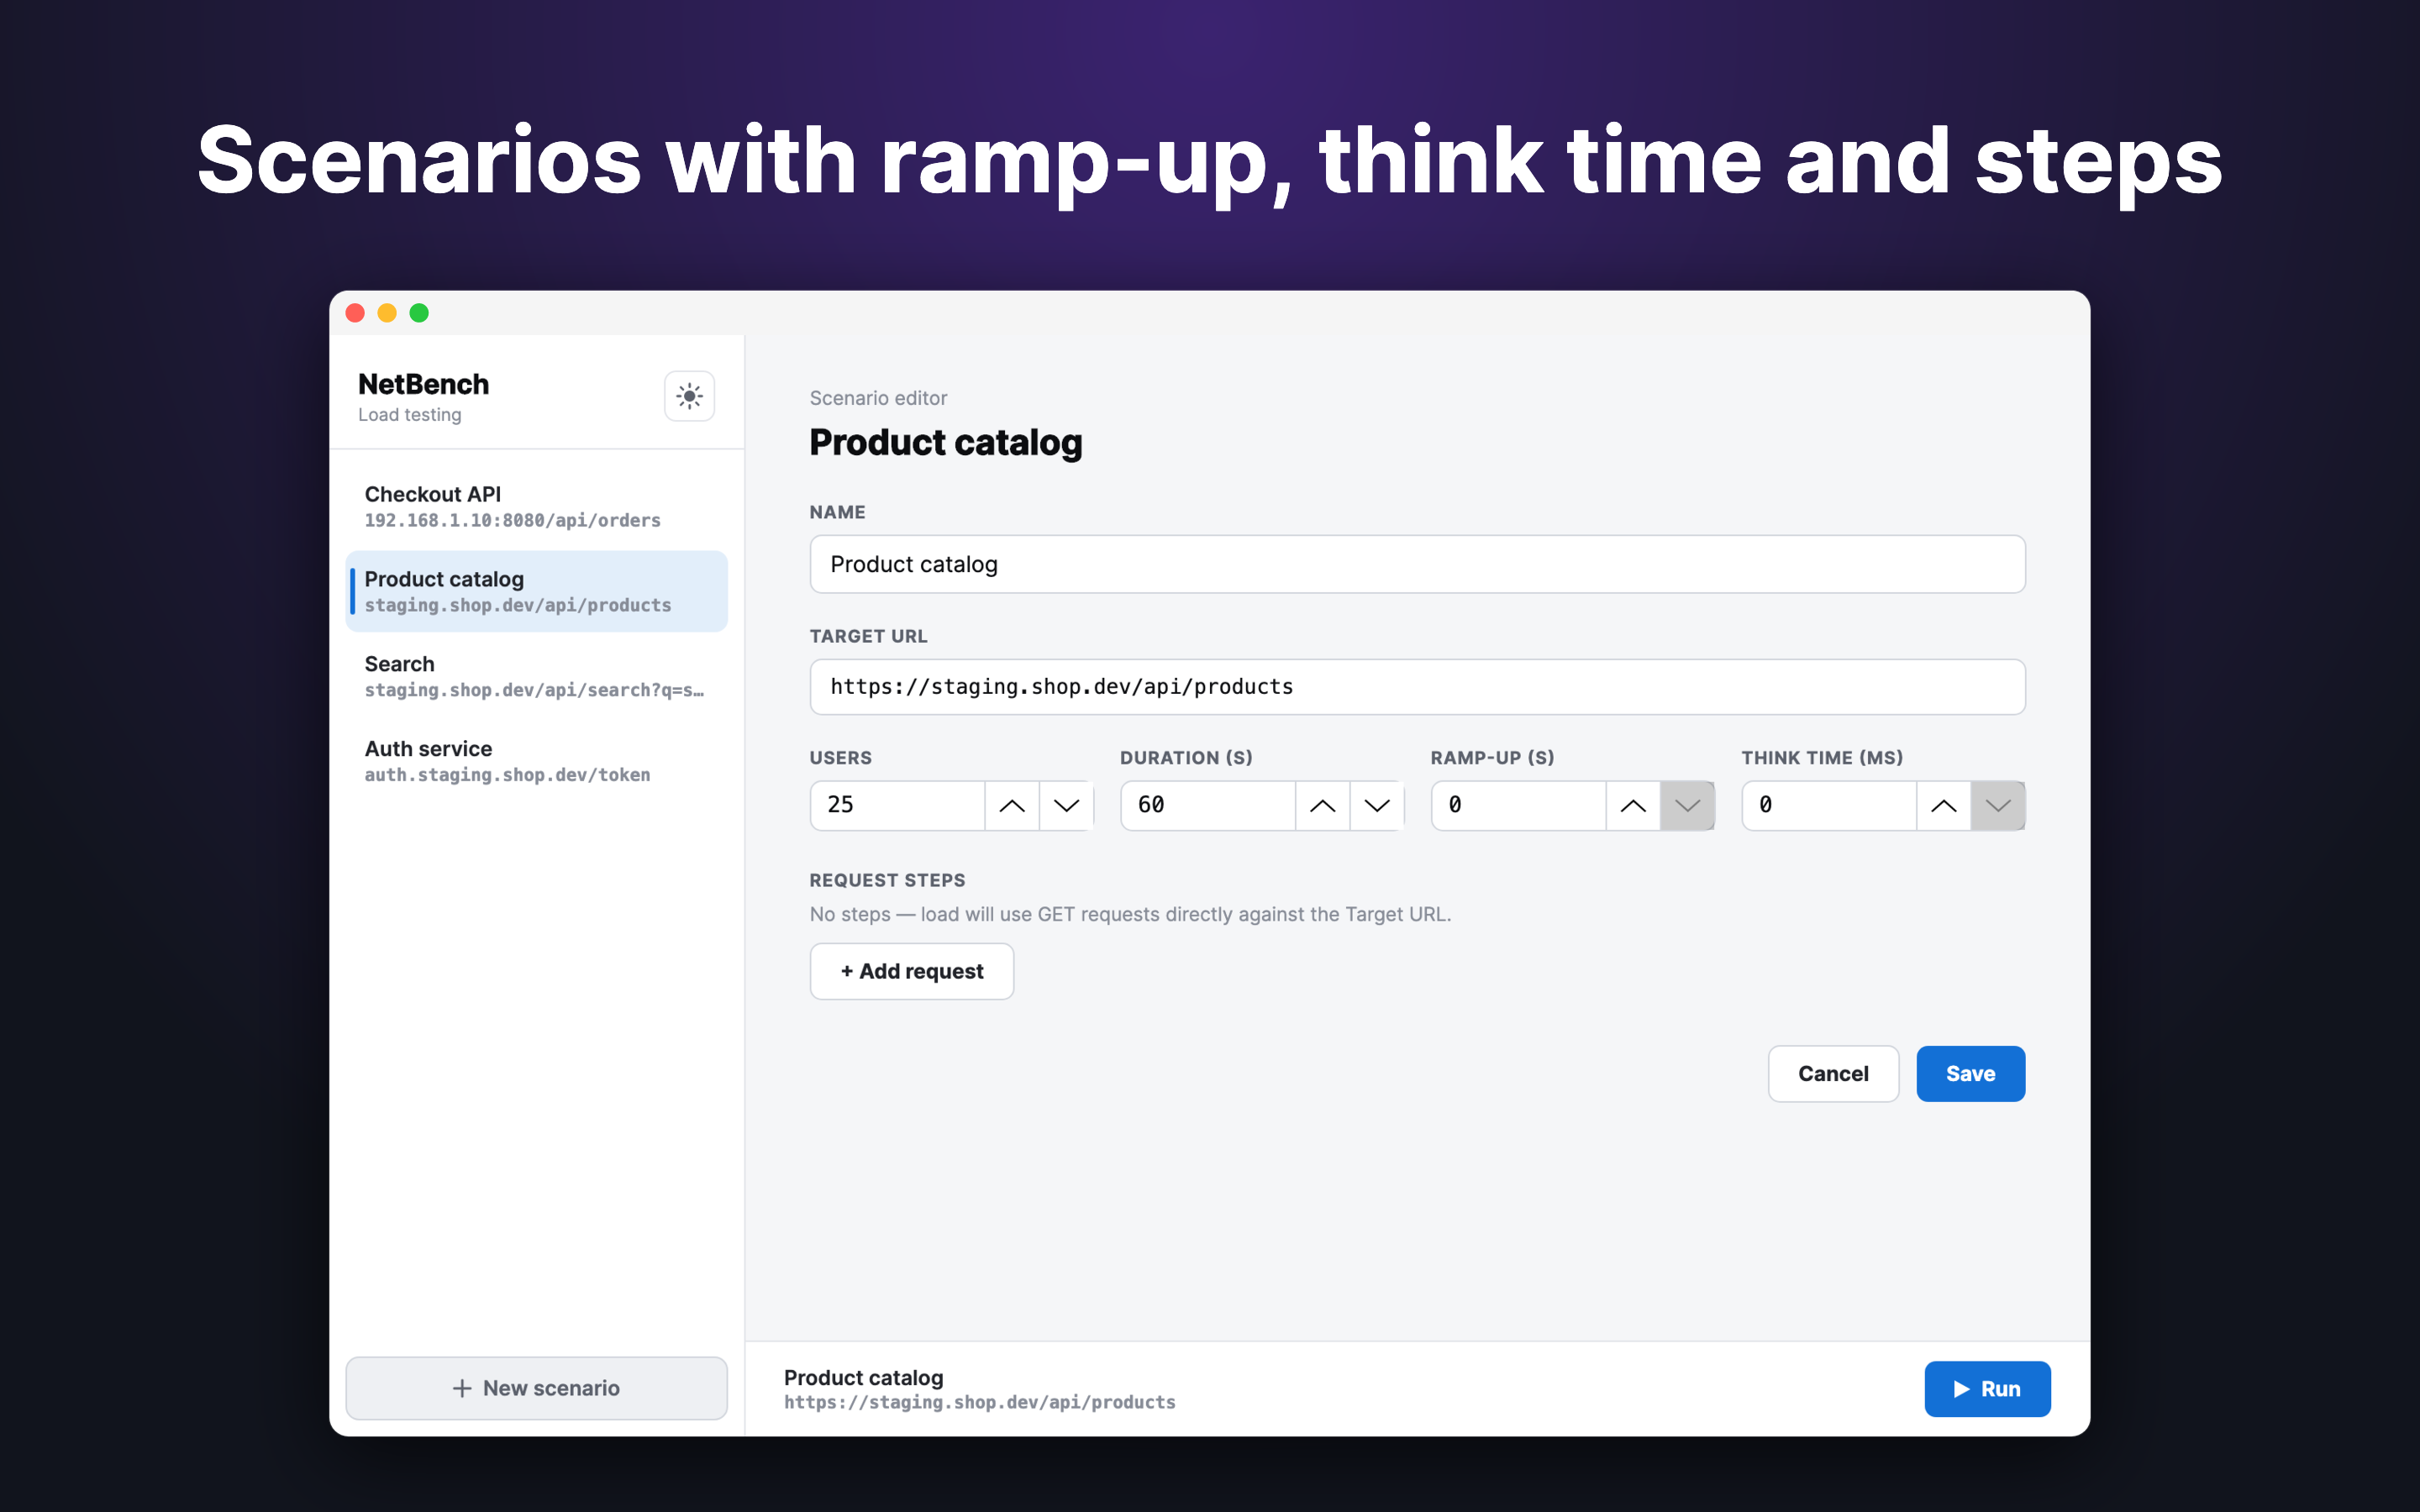 Scenarios with ramp-up, think time and steps
NetBench
Load testing
Checkout API
192.168.1.10:8080/api/orders
Product catalog
staging.shop.dev/api/products
Search
staging.shop.dev/api/search?q=s…
Auth service
auth.staging.shop.dev/token
+ New scenario
Scenario editor
Product catalog
NAME
Product catalog
TARGET URL
https://staging.shop.dev/api/products
USERS DURATION (S) RAMP-UP (S) THINK TIME (MS)
25 60 0 0
REQUEST STEPS
No steps — load will use GET requests directly against the Target URL.
+ Add request
Cancel Save
Product catalog
https://staging.shop.dev/api/products
Run